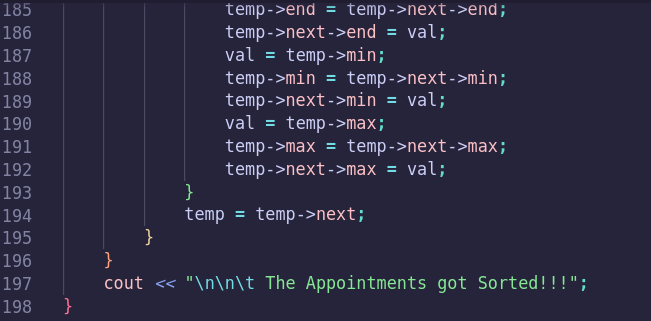 185                    temp->end = temp->next->end;
186                    temp->next->end = val;
187                    val = temp->min;
188                    temp->min = temp->next->min;
189                    temp->next->min = val;
190                    val = temp->max;
191                    temp->max = temp->next->max;
192                    temp->next->max = val;
193                }
194                temp = temp->next;
195            }
196        }
197        cout << "\n\n\t The Appointments got Sorted!!!";
198    }